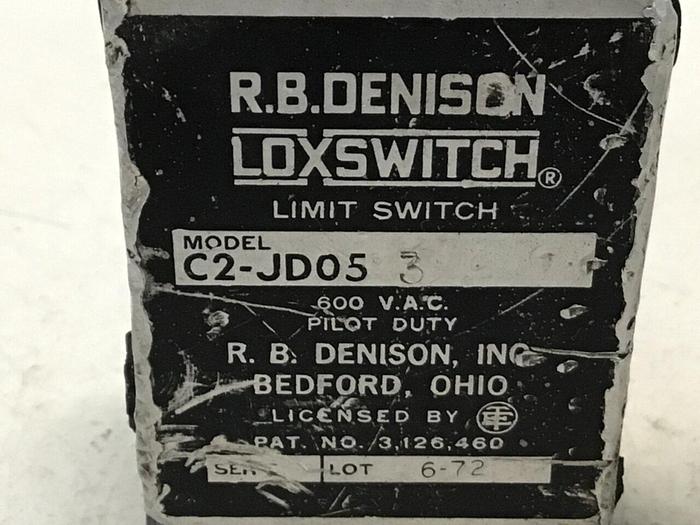 R.B.DENISON
LOXSWITCH®
LIMIT SWITCH
MODEL
C2-JD05 3
600 V.A.C.
PILOT DUTY
R. B. DENISON, INC.
BEDFORD, OHIO
LICENSED BY
PAT. NO. 3,126,460
SER LOT 6-72